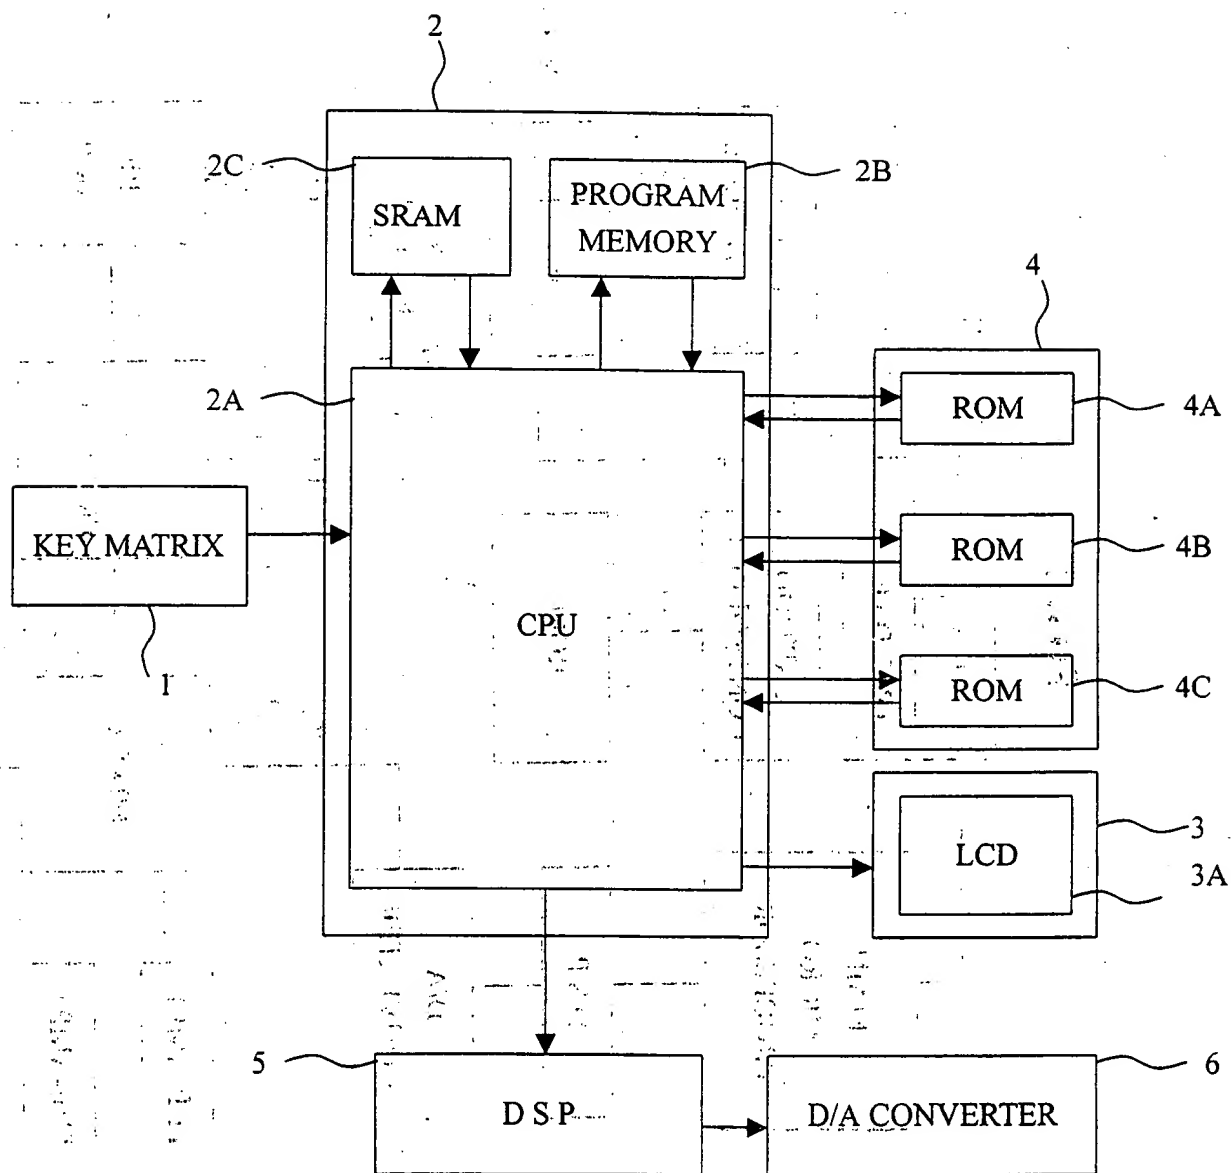 2
2C
SRAM
PROGRAM
MEMORY
2B
4
2A
ROM
4A
KEY MATRIX
1
CPU
ROM
4B
ROM
4C
LCD
3
3A
5
D S P
6
D/A CONVERTER